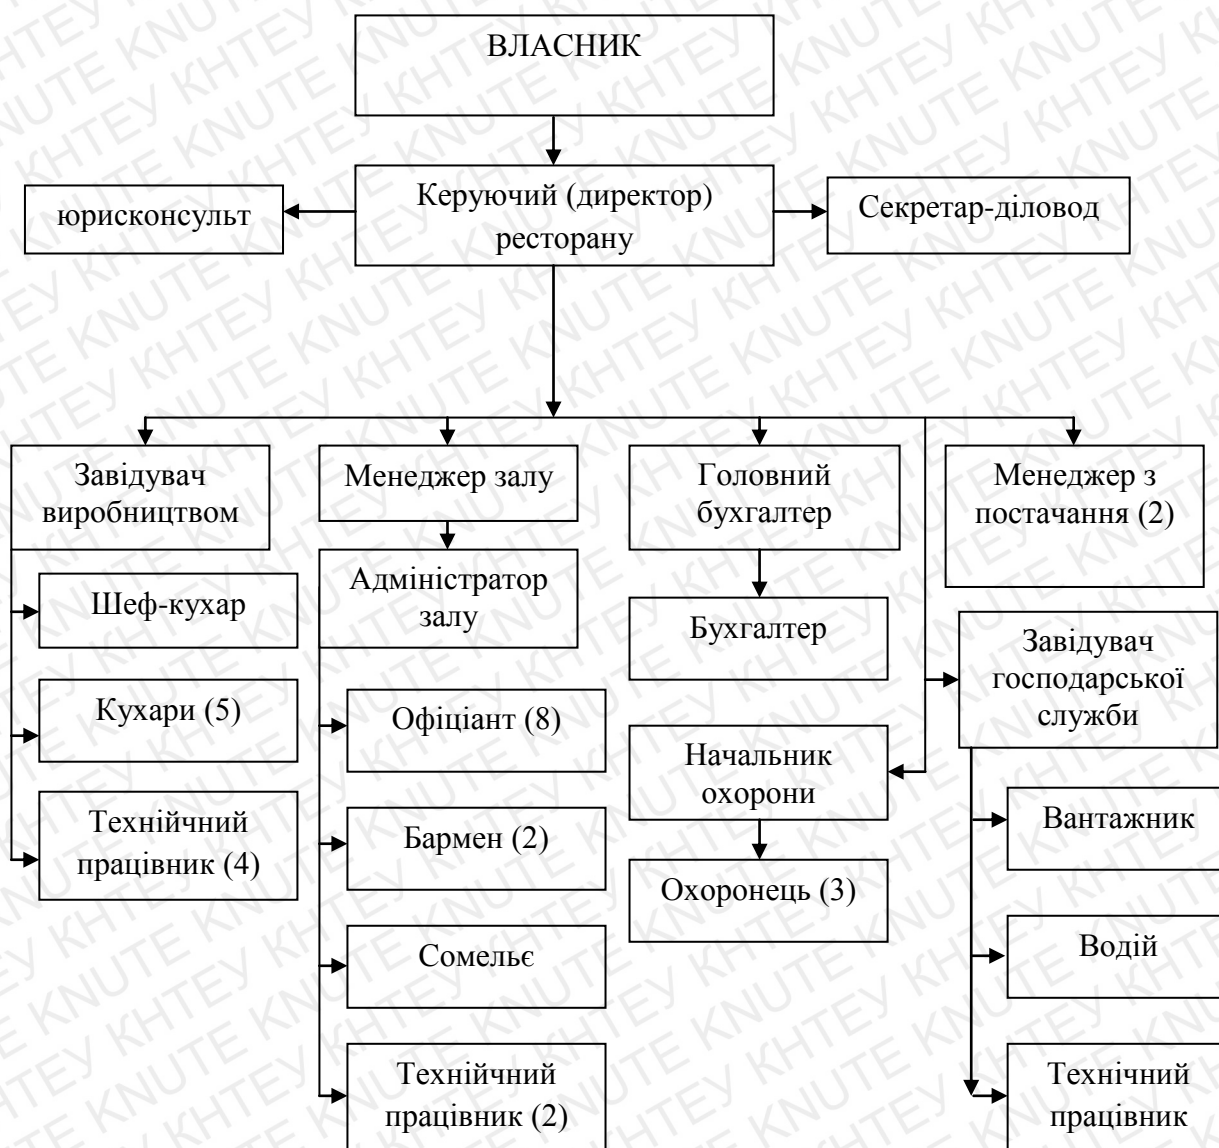 ВЛАСНИК
Керуючий (директор)
ресторану
юрисконсульт
Секретар-діловод
Завідувач
виробництвом
Менеджер залу
Головний
бухгалтер
Менеджер з
постачання (2)
Шеф-кухар
Кухари (5)
Технійчний
працівник (4)
Адміністратор
залу
Офіціант (8)
Бармен (2)
Сомельє
Технійчний
працівник (2)
Бухгалтер
Начальник
охорони
Охоронець (3)
Завідувач
господарської
служби
Вантажник
Водій
Технічний
працівник
КНТЕУ KNUTE